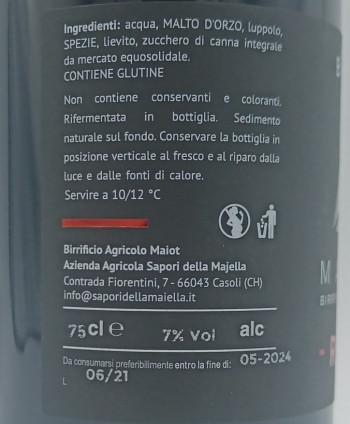 Ingredienti: acqua, MALTO D'ORZO, luppolo,
SPEZIE, lievito, zucchero di canna integrale
da mercato equosolidale.
CONTIENE GLUTINE
Non contiene conservanti e coloranti.
Rifermentata in bottiglia. Sedimento
naturale sul fondo. Conservare la bottiglia in
posizione verticale al fresco e al riparo dalla
luce e dalle fonti di calore.
Servire a 10/12 °C
Birrificio Agricolo Maiot
Azienda Agricola Sapori della Majella
Contrada Fiorentini, 7 - 66043 Casoli (CH)
info@saporidellamaiella.it
75cl e 7% Vol alc
Da consumarsi preferibilmente entro la fine di: 05-2024
L 06/21